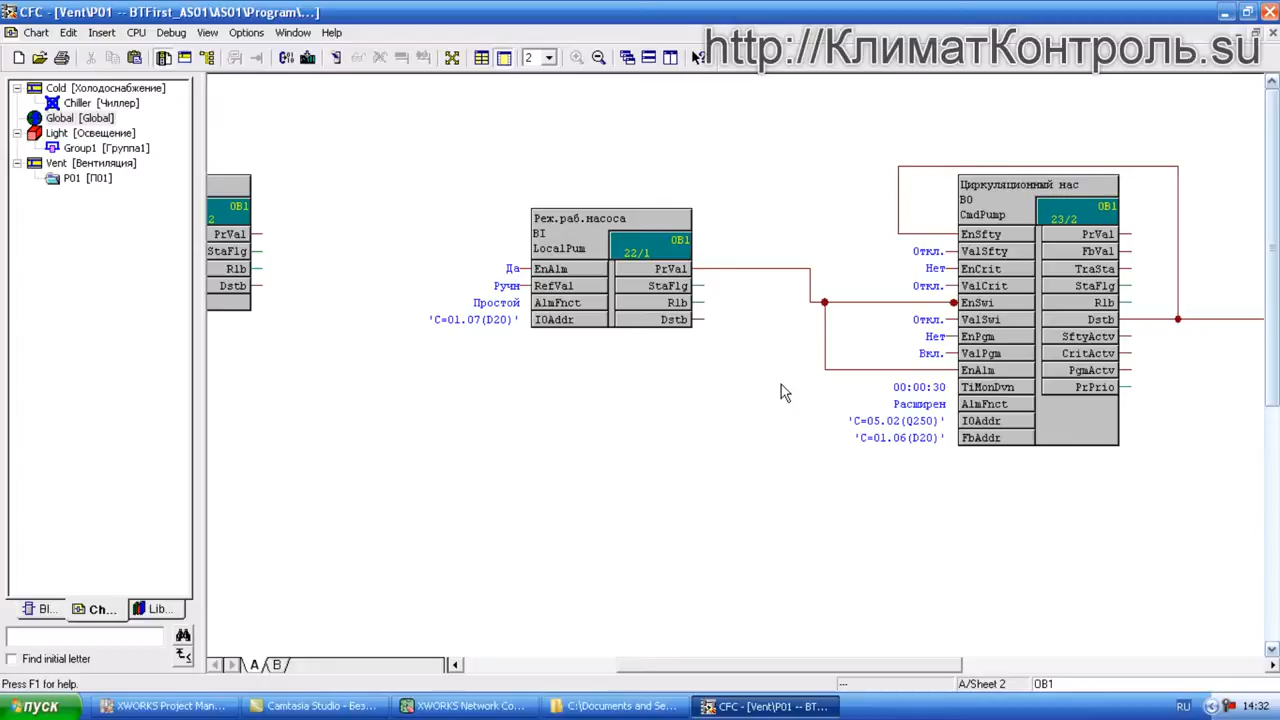 CFC - [Vent\P01 -- BTFirst_AS01\AS01\Program\...]
Chart Edit Insert CPU Debug View Options Window Help
http://КлиматКонтроль.su
2
Cold [Холодоснабжение]
Chiller [Чиллер]
Global [Global]
Light [Освещение]
Group1 [Группа1]
Vent [Вентиляция]
P01 [П01]
OB1
2
PrVal
StaFlg
Rlb
Dstb
Реж.раб.насоса
BI
LocalPum
OB1
22/1
Да EnAlm PrVal
Ручн RefVal StaFlg
Простой AlmFnct Rlb
'C=01.07(D20)' IOAddr Dstb
Циркуляционный нас
BO
CmdPump
OB1
23/2
EnSfty PrVal
Откл. ValSfty FbVal
Нет EnCrit TraSta
Откл. ValCrit StaFlg
EnSwi Rlb
Откл. ValSwi Dstb
Нет EnPgm SftyActv
Вкл. ValPgm CritActv
EnAlm PgmActv
00:00:30 TiMonDvn PrPrio
Расширен AlmFnct
'C=05.02(Q250)' IOAddr
'C=01.06(D20)' FbAddr
Bl... Ch... Lib...
Find initial letter
A B
Press F1 for help.
--- A/Sheet 2 OB1
пуск XWORKS Project Man... Camtasia Studio - Без... XWORKS Network Co... C:\Documents and Se... CFC - [Vent\P01 -- BT... RU 14:32